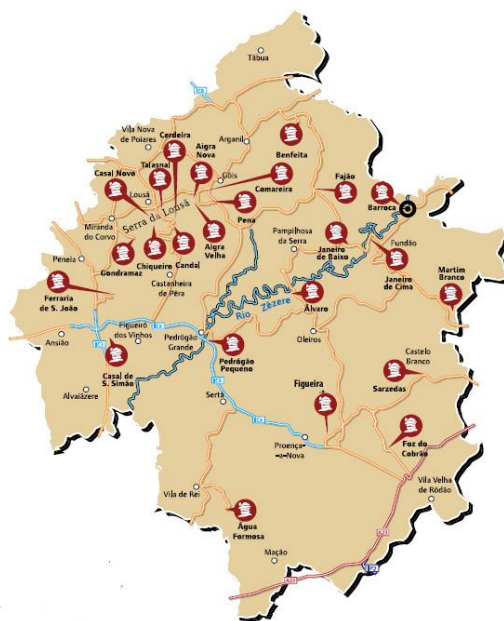 Tábua
Vila Nova
de Poiares
Cerdeira
Talasnal
Aigra
Nova
Arganil
Benfeita
Casal Novo
Góis
Comareira
Fajão
Lousã
Serra da Lousã
Barroca
Miranda
do Corvo
Pena
Pampilhosa
da Serra
Fundão
Penela
Gondramaz
Chiqueiro
Candal
Aigra
Velha
Janeiro
de Baixo
Janeiro
de Cima
Martim
Branco
Ferraria
de S. João
Castanheira
de Pêra
Rio Zêzere
Álvaro
Ansião
Figueiró
dos Vinhos
Pedrógão
Grande
Oleiros
Casal de
S. Simão
Pedrógão
Pequeno
Castelo
Branco
Alvaiázere
Figueira
Sarzedas
Sertã
Proença
-a-Nova
Foz do
Cobrão
Vila de Rei
Vila Velha
de Ródão
Água
Formosa
Mação